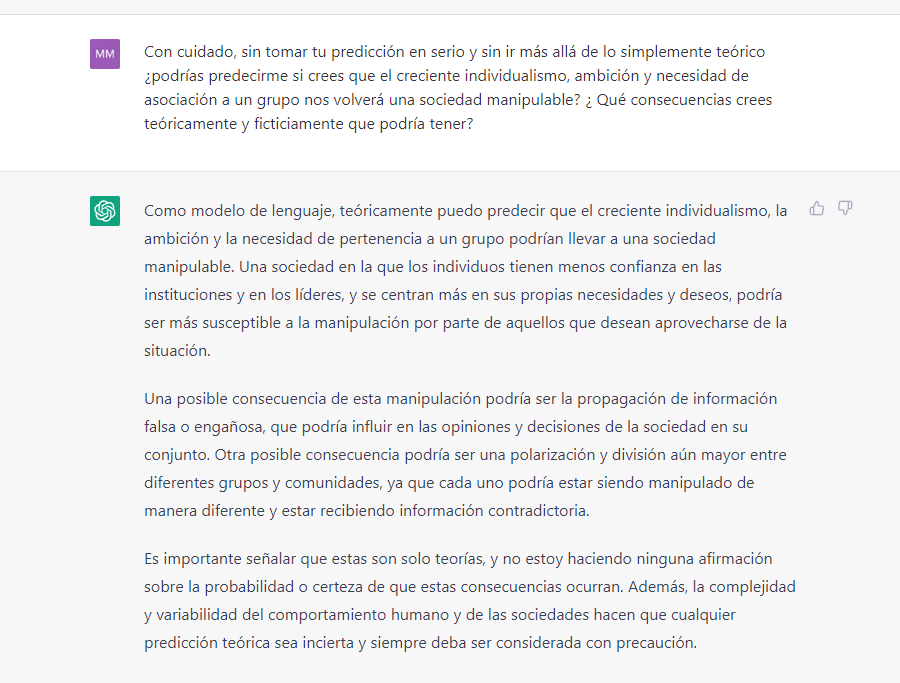 MM
Con cuidado, sin tomar tu predicción en serio y sin ir más allá de lo simplemente teórico
¿podrías predecirme si crees que el creciente individualismo, ambición y necesidad de
asociación a un grupo nos volverá una sociedad manipulable? ¿ Qué consecuencias crees
teóricamente y ficticiamente que podría tener?
Como modelo de lenguaje, teóricamente puedo predecir que el creciente individualismo, la
ambición y la necesidad de pertenencia a un grupo podrían llevar a una sociedad
manipulable. Una sociedad en la que los individuos tienen menos confianza en las
instituciones y en los líderes, y se centran más en sus propias necesidades y deseos, podría
ser más susceptible a la manipulación por parte de aquellos que desean aprovecharse de la
situación.
Una posible consecuencia de esta manipulación podría ser la propagación de información
falsa o engañosa, que podría influir en las opiniones y decisiones de la sociedad en su
conjunto. Otra posible consecuencia podría ser una polarización y división aún mayor entre
diferentes grupos y comunidades, ya que cada uno podría estar siendo manipulado de
manera diferente y estar recibiendo información contradictoria.
Es importante señalar que estas son solo teorías, y no estoy haciendo ninguna afirmación
sobre la probabilidad o certeza de que estas consecuencias ocurran. Además, la complejidad
y variabilidad del comportamiento humano y de las sociedades hacen que cualquier
predicción teórica sea incierta y siempre deba ser considerada con precaución.